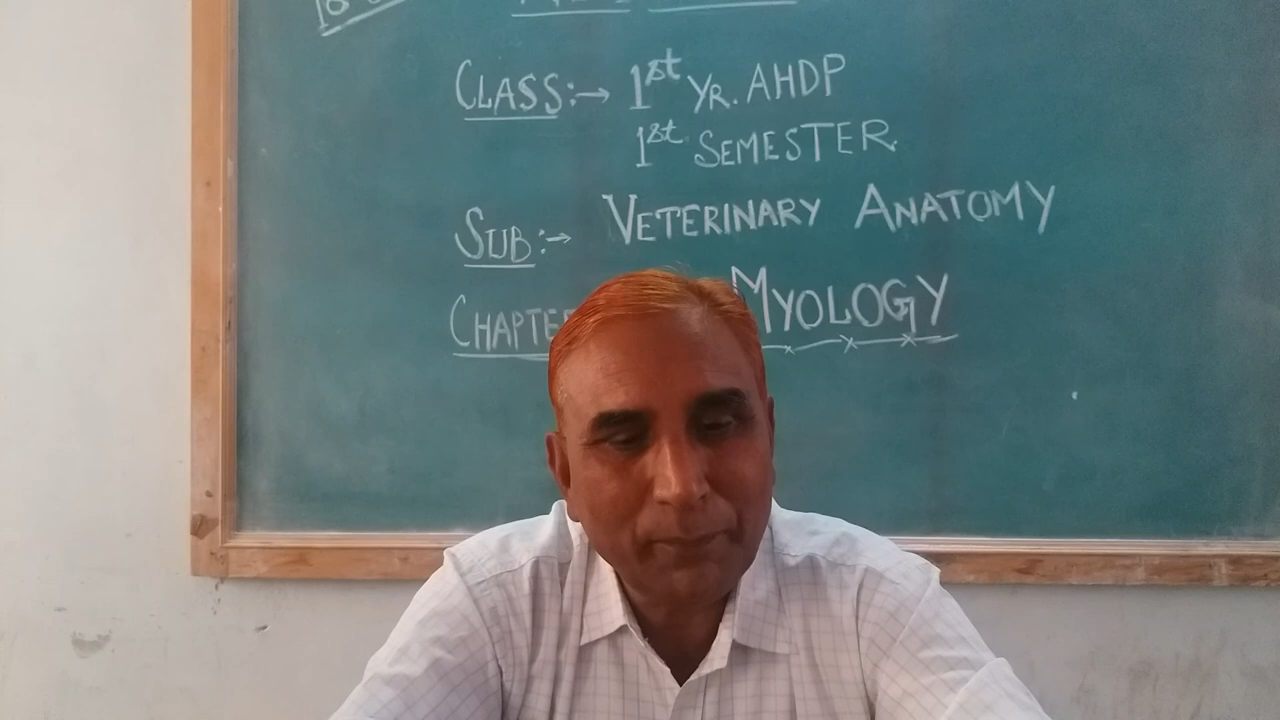 CLASS:→ 1st YR. AHDP
1st SEMESTER.
SUB:→ VETERINARY ANATOMY
MYOLOGY